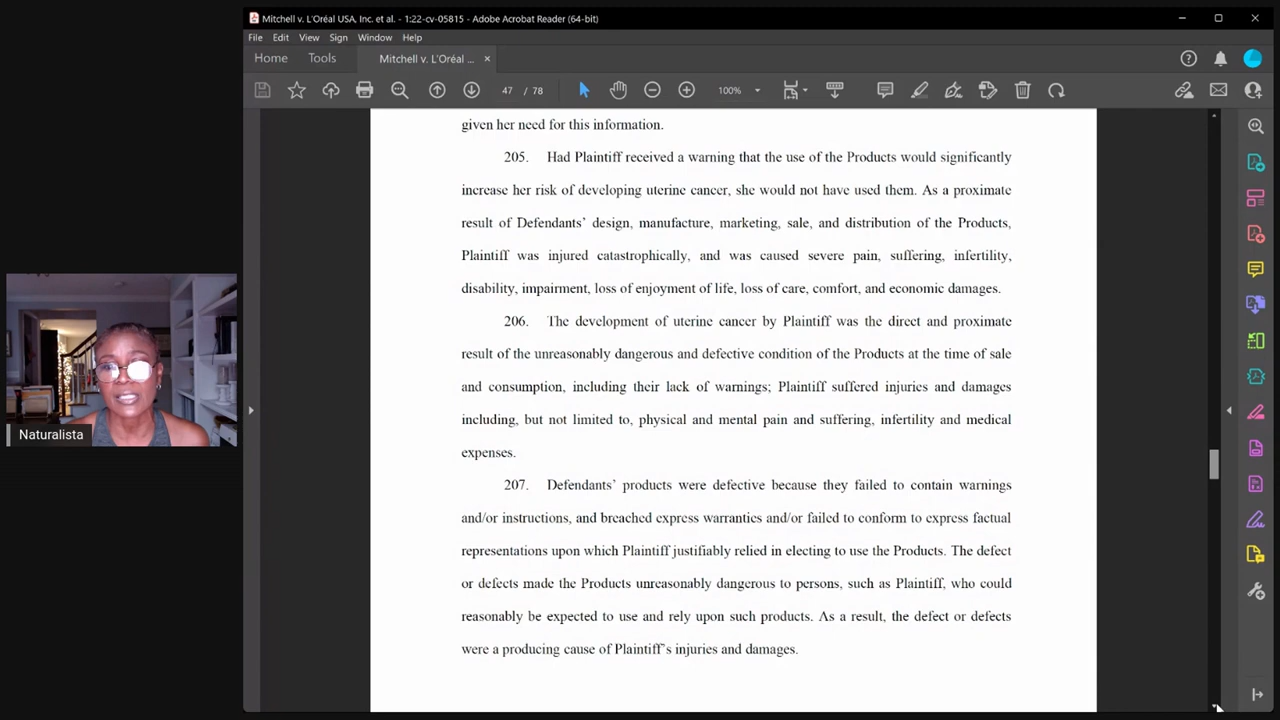 Mitchell v. L'Oréal USA, Inc. et al. - 1:22-cv-05815 - Adobe Acrobat Reader (64-bit)
File Edit View Sign Window Help
Home Tools Mitchell v. L'Oréal ... ×
47 / 78 100%
given her need for this information.
205. Had Plaintiff received a warning that the use of the Products would significantly
increase her risk of developing uterine cancer, she would not have used them. As a proximate
result of Defendants' design, manufacture, marketing, sale, and distribution of the Products,
Plaintiff was injured catastrophically, and was caused severe pain, suffering, infertility,
disability, impairment, loss of enjoyment of life, loss of care, comfort, and economic damages.
206. The development of uterine cancer by Plaintiff was the direct and proximate
result of the unreasonably dangerous and defective condition of the Products at the time of sale
and consumption, including their lack of warnings; Plaintiff suffered injuries and damages
including, but not limited to, physical and mental pain and suffering, infertility and medical
expenses.
207. Defendants' products were defective because they failed to contain warnings
and/or instructions, and breached express warranties and/or failed to conform to express factual
representations upon which Plaintiff justifiably relied in electing to use the Products. The defect
or defects made the Products unreasonably dangerous to persons, such as Plaintiff, who could
reasonably be expected to use and rely upon such products. As a result, the defect or defects
were a producing cause of Plaintiff's injuries and damages.
Naturalista